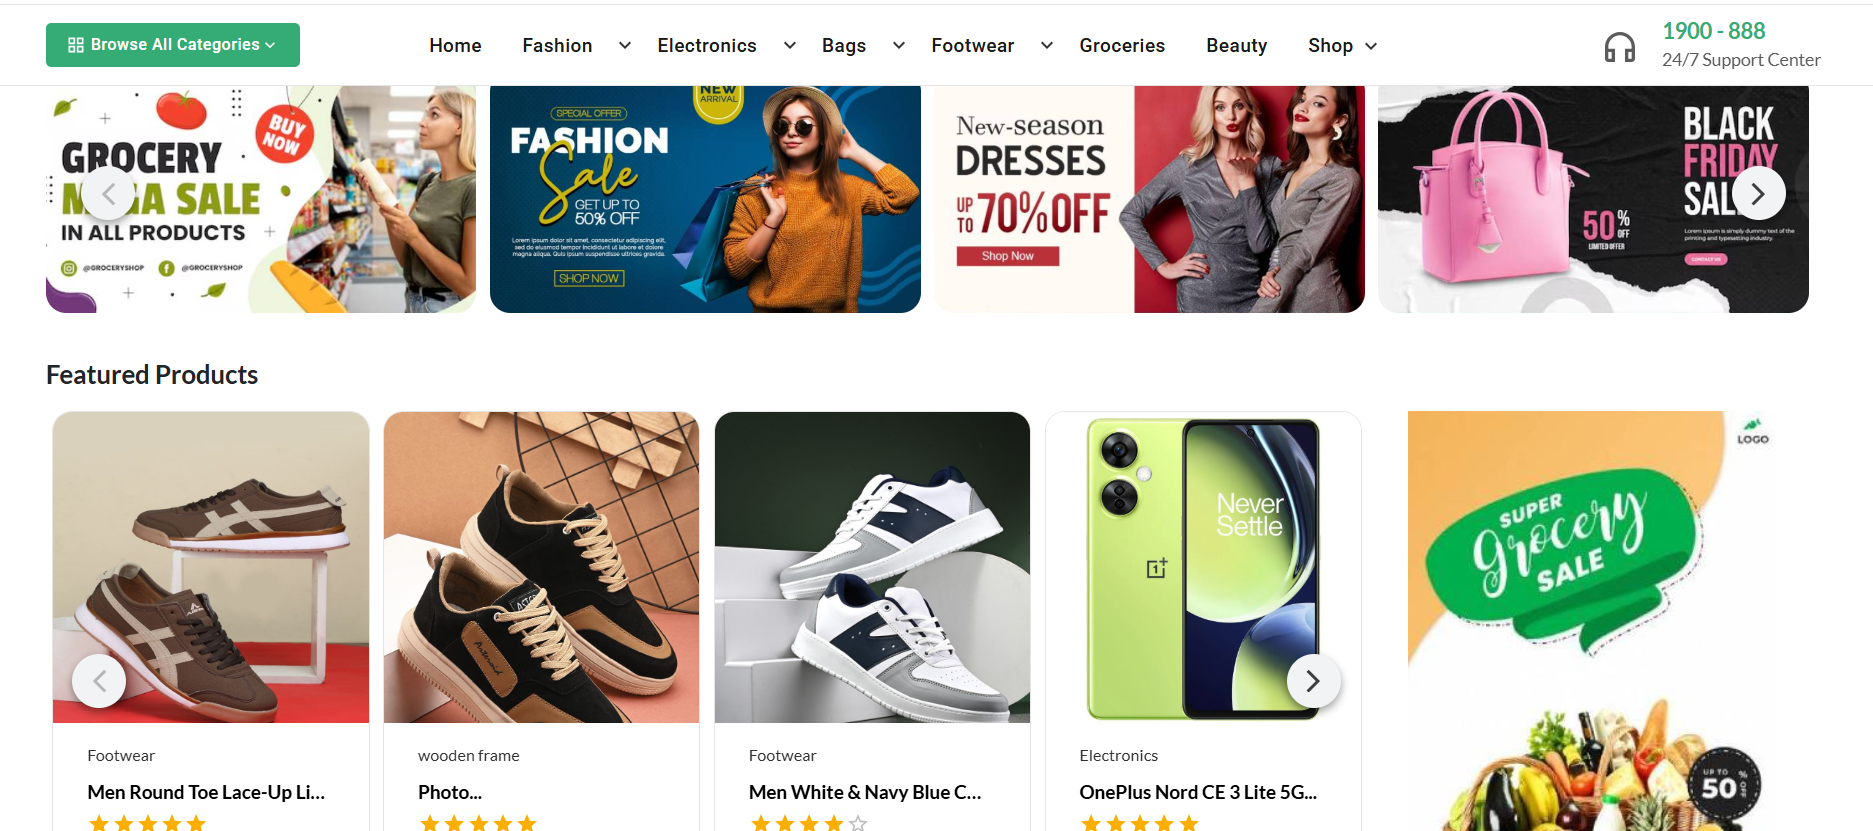 Browse All Categories
Home
Fashion
Electronics
Bags
Footwear
Groceries
Beauty
Shop
1900 - 888
24/7 Support Center
BUY
NOW
GROCERY
SALE
IN ALL PRODUCTS
@GROCERYSHOP
@GROCERYSHOP
NEW
ARRIVAL
SPECIAL OFFER
FASHION
Sale
GET UP TO
50% OFF
Lorem ipsum dolor sit amet, consectetur adipiscing elit,
sed do eiusmod tempor incididunt ut labore et dolore
magna aliqua. Quis ipsum suspendisse ultrices gravida.
SHOP NOW
New-season
DRESSES
UP TO 70% OFF
Shop Now
BLACK
FRIDAY
SAL
50% OFF
LIMITED OFFER
Lorem Ipsum is simply dummy text of the
printing and typesetting industry.
CONTACT US
Featured Products
Asteroid
Never
Settle
1+
LOGO
SUPER
grocery
SALE
UP TO
50 % OFF
Footwear
Men Round Toe Lace-Up Li...
wooden frame
Photo...
Footwear
Men White & Navy Blue C...
Electronics
OnePlus Nord CE 3 Lite 5G...